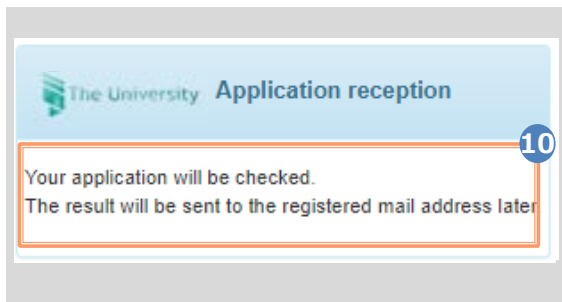 The University Application reception
10
Your application will be checked.
The result will be sent to the registered mail address later